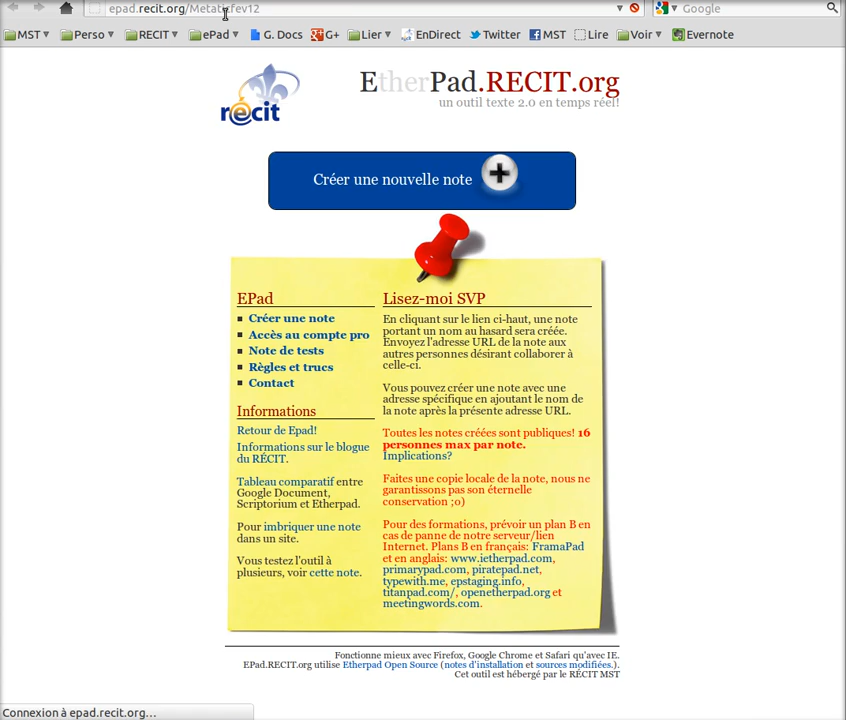 epad.recit.org/Metaticfev12
Google
MST
Perso
RECIT
ePad
G. Docs
G+
Lier
EnDirect
Twitter
MST
Lire
Voir
Evernote
récit
EtherPad.RECIT.org
un outil texte 2.0 en temps réel!
Créer une nouvelle note
EPad
Créer une note
Accès au compte pro
Note de tests
Règles et trucs
Contact
Informations
Retour de Epad!
Informations sur le blogue
du RÉCIT.
Tableau comparatif entre
Google Document,
Scriptorium et Etherpad.
Pour imbriquer une note
dans un site.
Vous testez l'outil à
plusieurs, voir cette note.
Lisez-moi SVP
En cliquant sur le lien ci-haut, une note
portant un nom au hasard sera créée.
Envoyez l'adresse URL de la note aux
autres personnes désirant collaborer à
celle-ci.
Vous pouvez créer une note avec une
adresse spécifique en ajoutant le nom de
la note après la présente adresse URL.
Toutes les notes créées sont publiques! 16
personnes max par note.
Implications?
Faites une copie locale de la note, nous ne
garantissons pas son éternelle
conservation ;o)
Pour des formations, prévoir un plan B en
cas de panne de notre serveur/lien
Internet. Plans B en français: FramaPad
et en anglais: www.ietherpad.com,
primarypad.com, piratepad.net,
typewith.me, epstaging.info,
titanpad.com/, openetherpad.org et
meetingwords.com.
Fonctionne mieux avec Firefox, Google Chrome et Safari qu'avec IE.
EPad.RECIT.org utilise Etherpad Open Source (notes d'installation et sources modifiées.).
Cet outil est hébergé par le RÉCIT MST
Connexion à epad.recit.org...